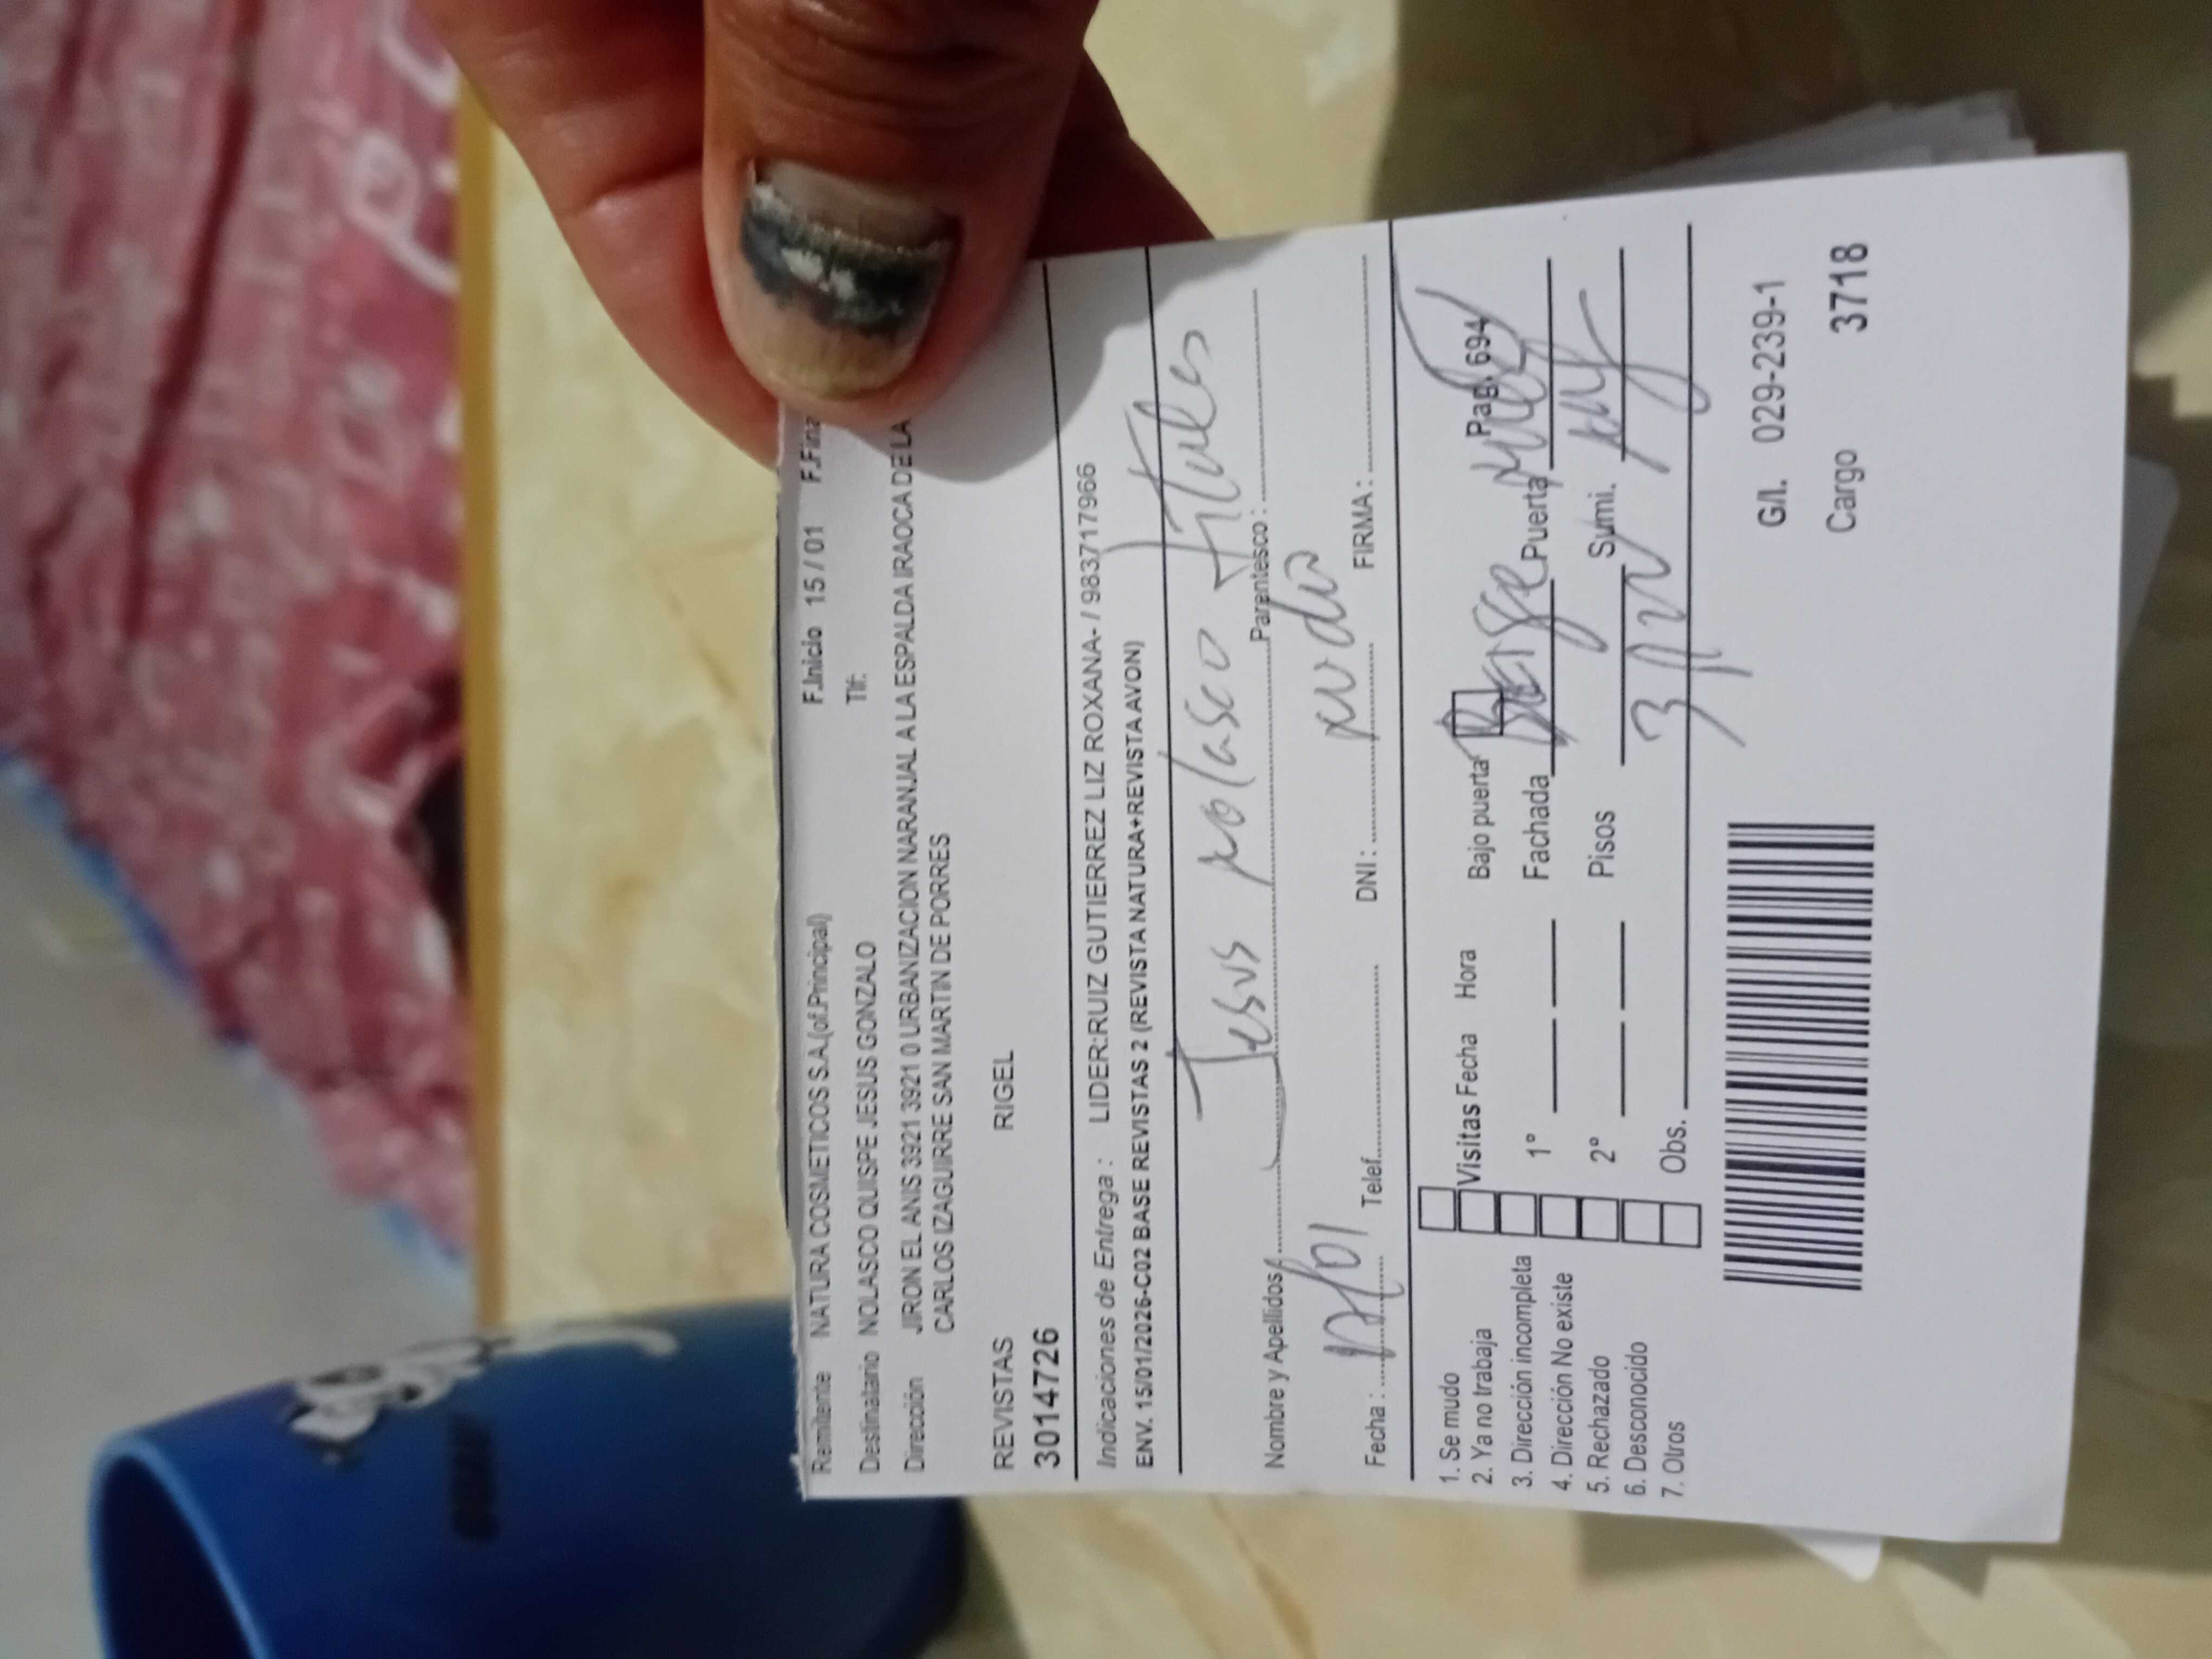 Remitente NATURA COSMETICOS S.A.(of.Principal) F.Inicio 15 / 01 F.Fina
Destinatario NOLASCO QUISPE JESUS GONZALO Tlf:
Dirección JIRON EL ANIS 3921 3921 0 URBANIZACION NARANJAL A LA ESPALDA IRAOCA DE LA
CARLOS IZAGUIRRE SAN MARTIN DE PORRES
REVISTAS RIGEL
30147726
Indicaciones de Entrega : LIDER:RUIZ GUTIERREZ LIZ ROXANA- / 983717966
ENV. 15/01/2026-C02 BASE REVISTAS 2 (REVISTA NATURA+REVISTA AVON)
Jesus nolasco Titular
Nombre y Apellidos Parentesco :
17/01
Fecha : Telef. DNI : FIRMA :
1. Se mudo
2. Ya no trabaja
3. Dirección incompleta
4. Dirección No existe
5. Rechazado
6. Desconocido
7. Otros
Visitas Fecha Hora Bajo puerta Pag. 694
1° Fachada Puerta
2° Pisos Sumi.
Obs.
G/I. 029-239-1
Cargo 3718